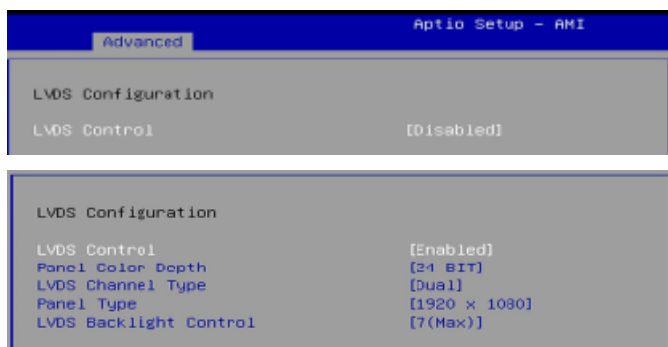 Aptio Setup - AMI
Advanced
LVDS Configuration
LVDS Control [Disabled]
LVDS Configuration
LVDS Control [Enabled]
Panel Color Depth [24 BIT]
LVDS Channel Type [Dual]
Panel Type [1920 x 1080]
LVDS Backlight Control [7(Max)]